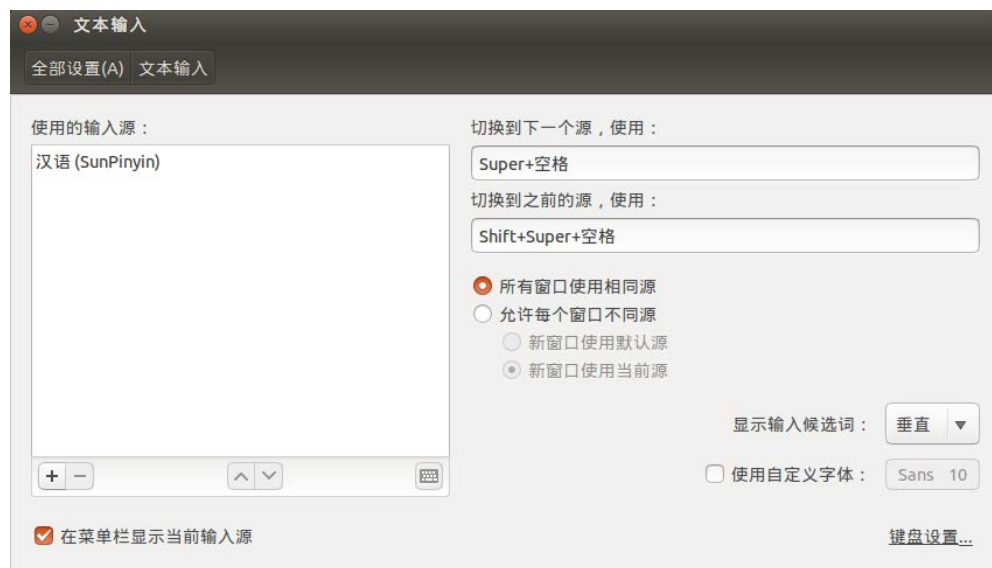 文本输入
全部设置(A) 文本输入
使用的输入源：
汉语 (SunPinyin)
切换到下一个源，使用：
Super+空格
切换到之前的源，使用：
Shift+Super+空格
所有窗口使用相同源
允许每个窗口不同源
新窗口使用默认源
新窗口使用当前源
显示输入候选词： 垂直
使用自定义字体： Sans 10
在菜单栏显示当前输入源
键盘设置...